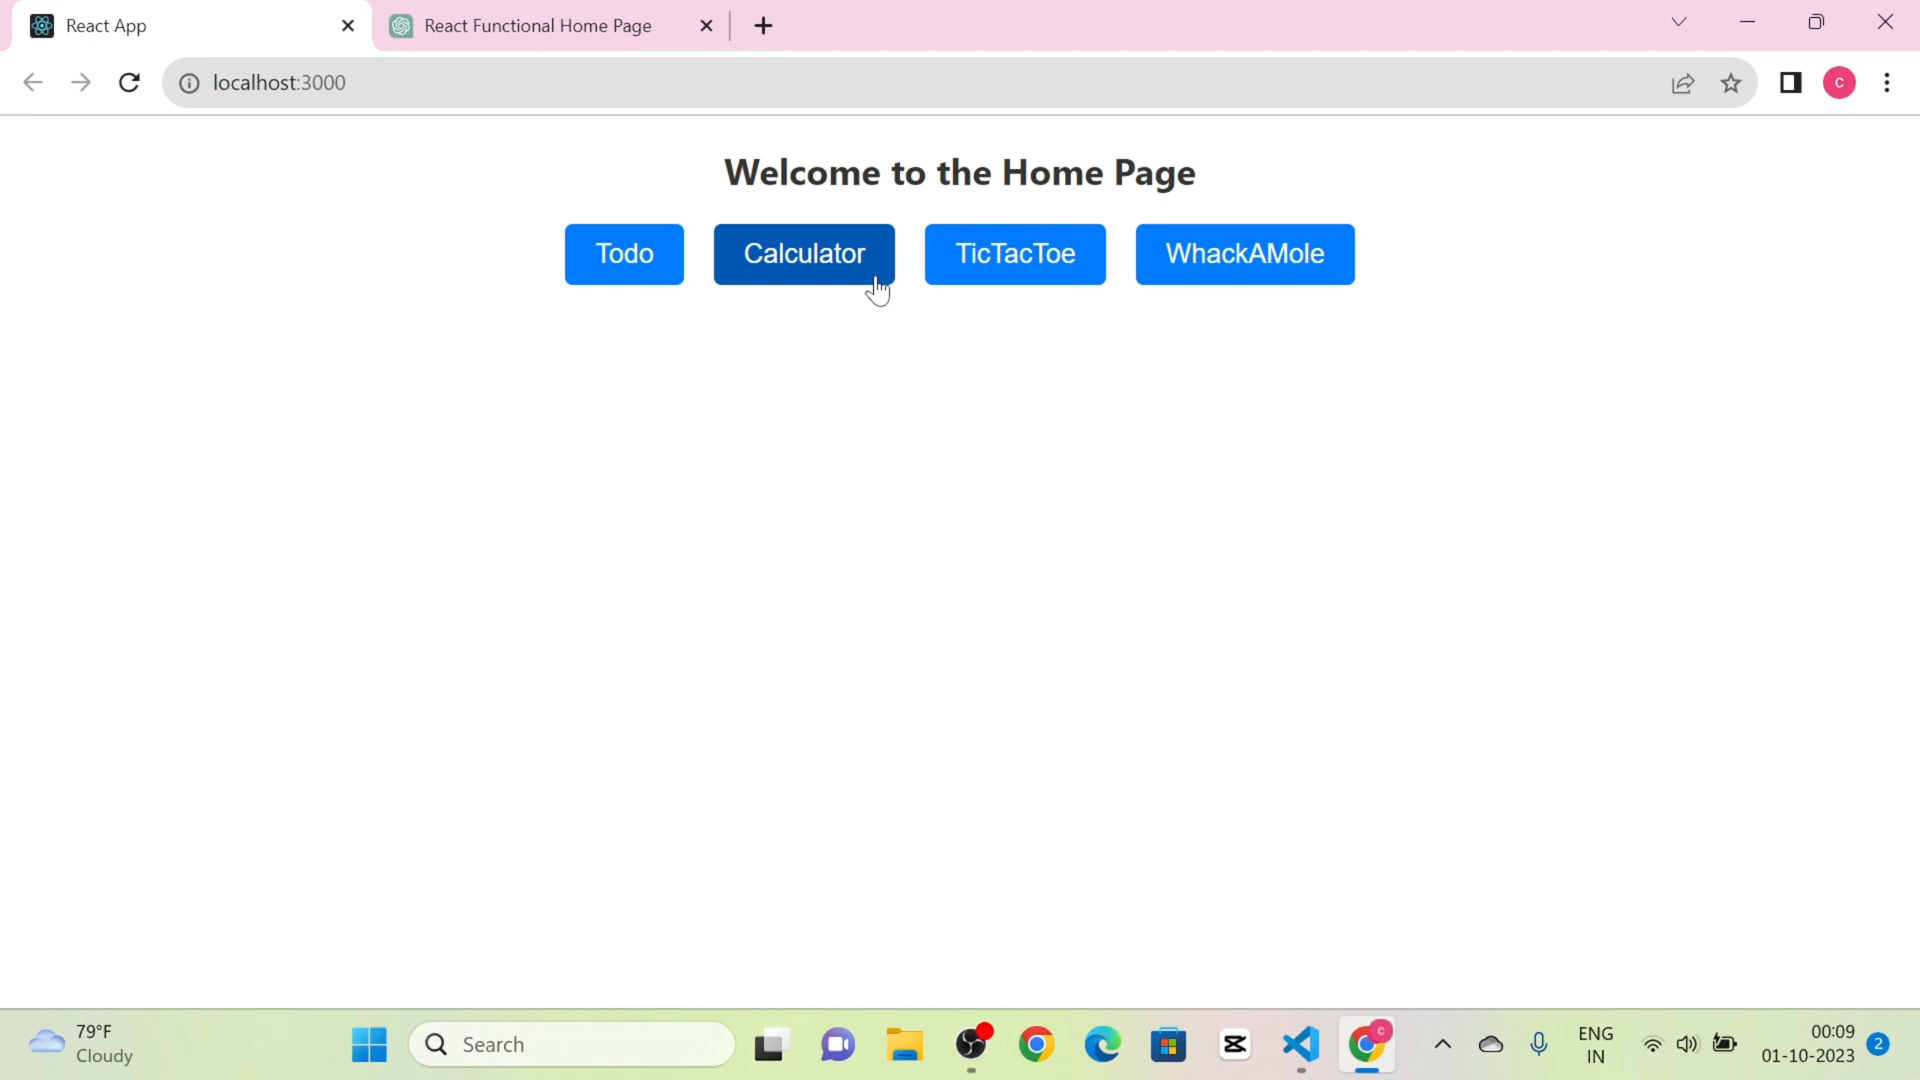 React App
React Functional Home Page
localhost:3000
C
Welcome to the Home Page
Todo
Calculator
TicTacToe
WhackAMole
79°F
Cloudy
Search
C
ENG
IN
00:09
01-10-2023
2